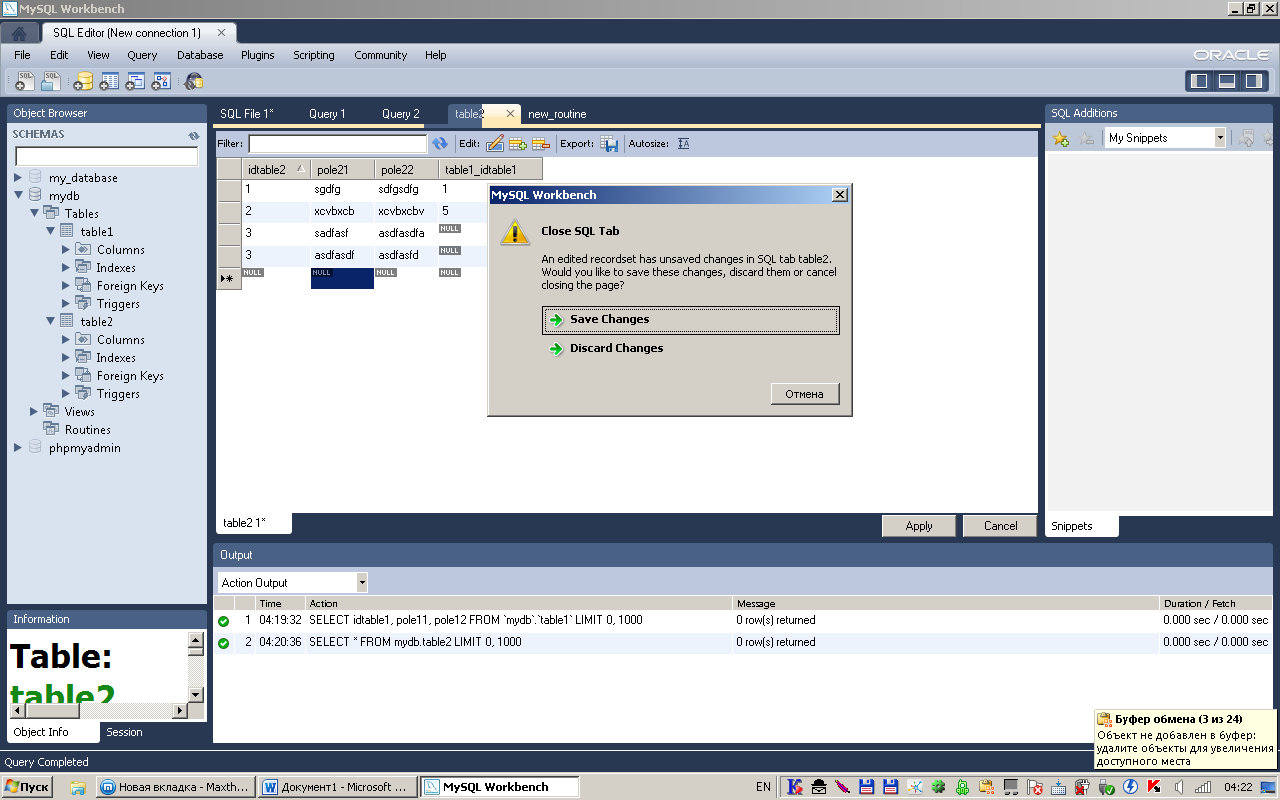 MySQL Workbench
SQL Editor (New connection 1)
File Edit View Query Database Plugins Scripting Community Help
ORACLE
SQL SQL
Object Browser
SCHEMAS
my_database
mydb
Tables
table1
Columns
Indexes
Foreign Keys
Triggers
table2
Columns
Indexes
Foreign Keys
Triggers
Views
Routines
phpmyadmin
SQL File 1* Query 1 Query 2 table2 new_routine
Filter: Edit: Export: Autosize:
idtable2 pole21 pole22 table1_idtable1
1 sgdfg sdfgsdfg 1
2 xcvbxcb xcvbxcbv 5
3 sadfasf asdfasdfa NULL
3 asdfasdf asdfasfd NULL
NULL NULL NULL NULL
MySQL Workbench
Close SQL Tab
An edited recordset has unsaved changes in SQL tab table2.
Would you like to save these changes, discard them or cancel
closing the page?
Save Changes
Discard Changes
Отмена
table2 1*
Apply Cancel
SQL Additions
My Snippets
Snippets
Output
Action Output
Time Action Message Duration / Fetch
1 04:19:32 SELECT idtable1, pole11, pole12 FROM `mydb`.`table1` LIMIT 0, 1000 0 row(s) returned 0.000 sec / 0.000 sec
2 04:20:36 SELECT * FROM mydb.table2 LIMIT 0, 1000 0 row(s) returned 0.000 sec / 0.000 sec
Information
Table:
table2
Object Info Session
Буфер обмена (3 из 24)
Объект не добавлен в буфер:
удалите объекты для увеличения
доступного места
Query Completed
Пуск Новая вкладка - Maxth... Документ1 - Microsoft ... MySQL Workbench EN 04:22